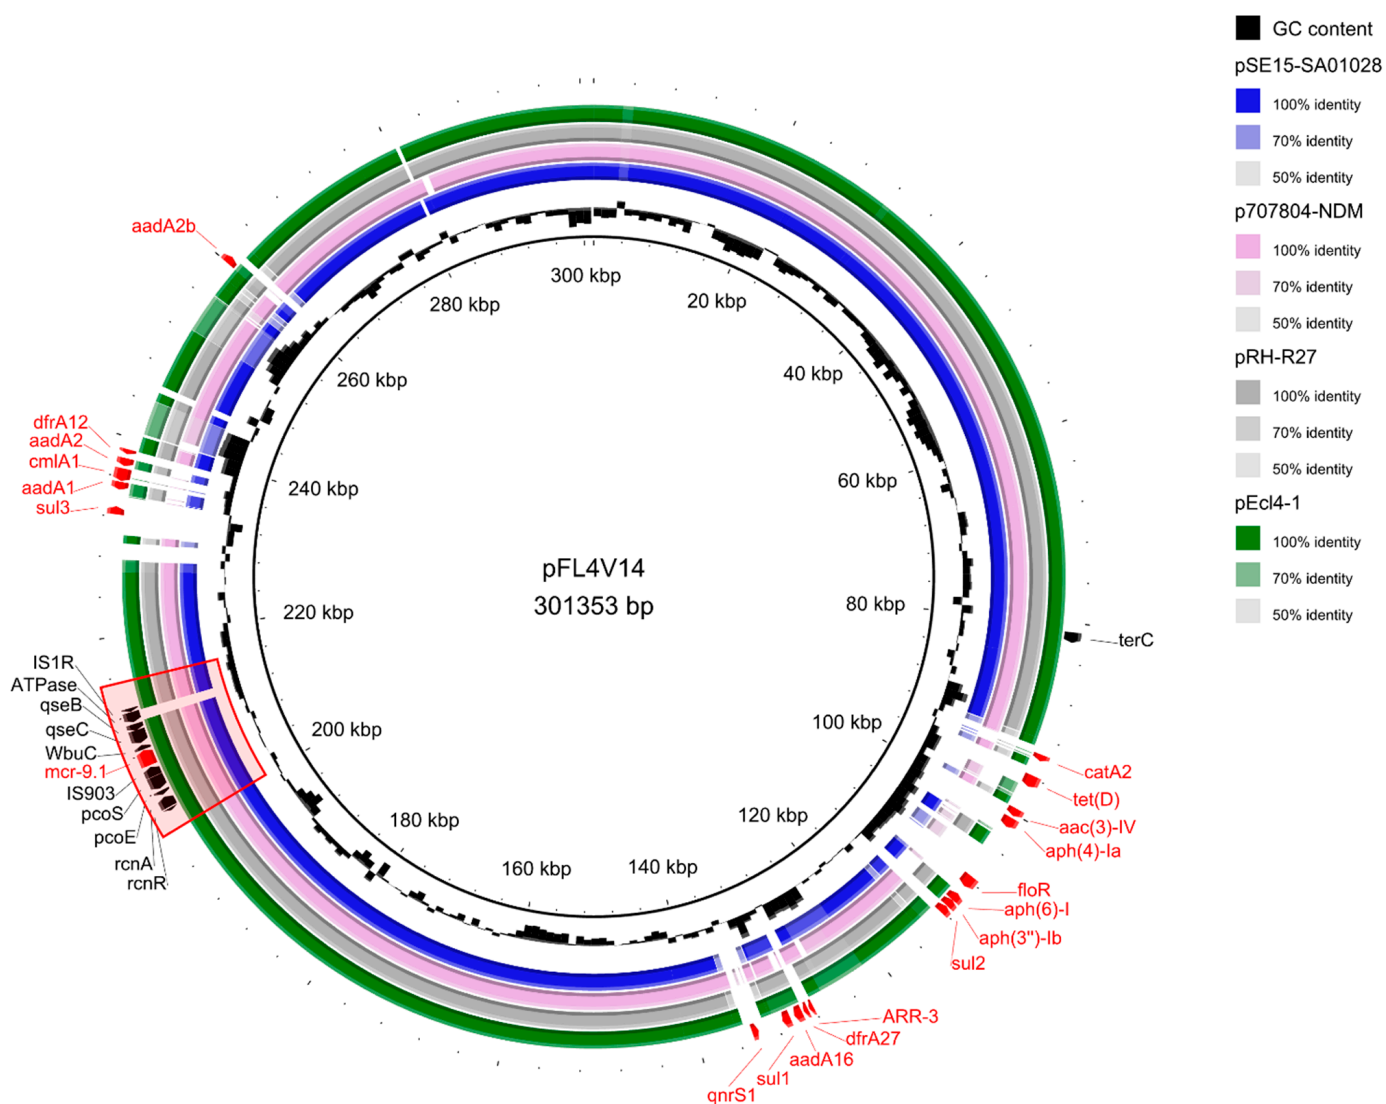 GC content
pSE15-SA01028
100% identity
70% identity
50% identity
p707804-NDM
100% identity
70% identity
50% identity
pRH-R27
100% identity
70% identity
50% identity
pEcl4-1
100% identity
70% identity
50% identity
300 kbp
20 kbp
40 kbp
60 kbp
80 kbp
100 kbp
120 kbp
140 kbp
160 kbp
180 kbp
200 kbp
220 kbp
240 kbp
260 kbp
280 kbp
pFL4V14
301353 bp
terC
catA2
tet(D)
aac(3)-IV
aph(4)-Ia
floR
aph(6)-I
aph(3")-Ib
sul2
ARR-3
dfrA27
aadA16
sul1
qnrS1
rcnR
rcnA
pcoE
pcoS
IS903
mcr-9.1
WbuC
qseC
qseB
ATPase
IS1R
sul3
aadA1
cmlA1
aadA2
dfrA12
aadA2b